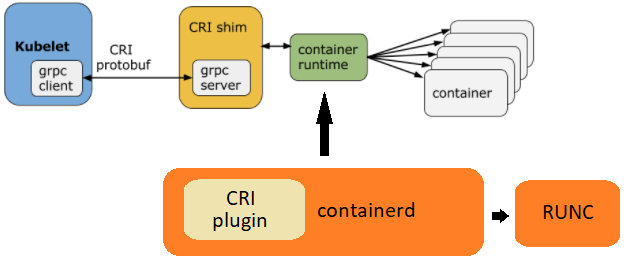 Kubelet
grpc
client
CRI
protobuf
CRI shim
grpc
server
container
runtime
container
CRI
plugin
containerd
RUNC